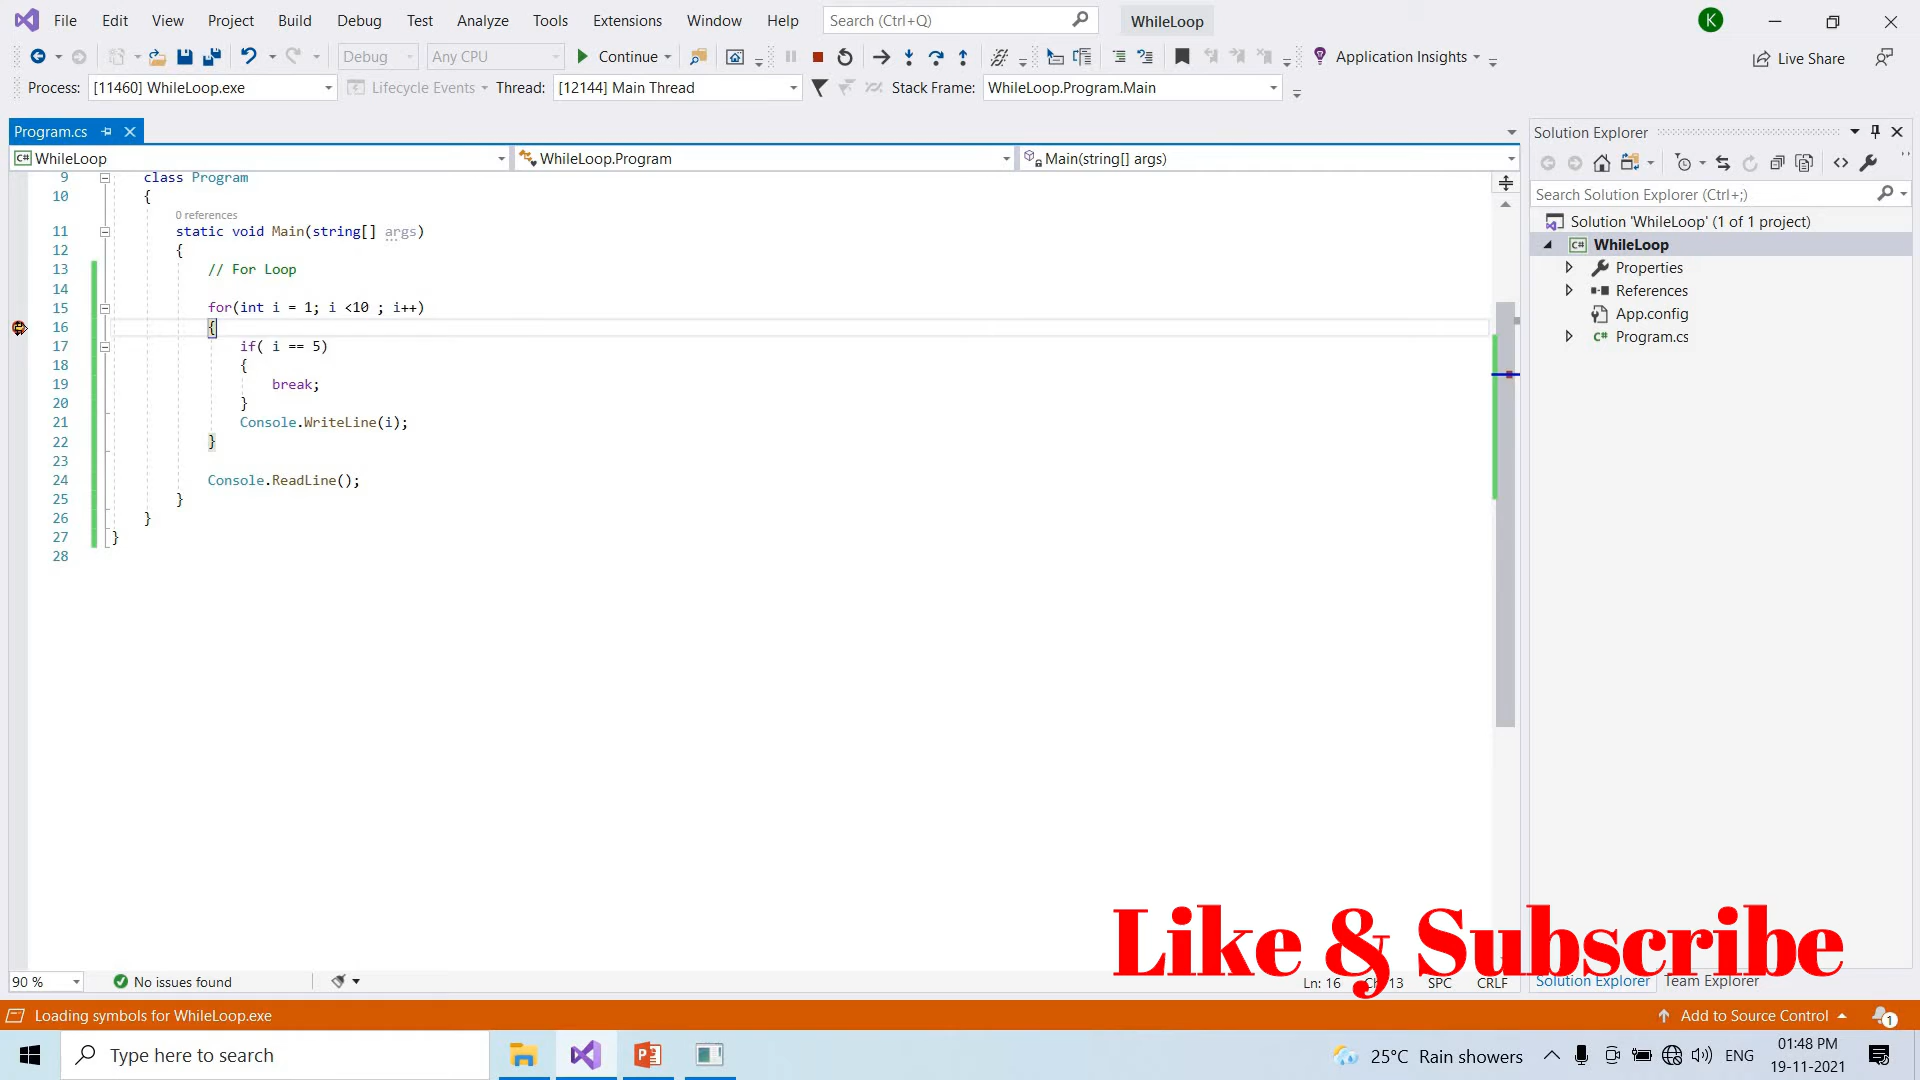 File Edit View Project Build Debug Test Analyze Tools Extensions Window Help Search (Ctrl+Q) WhileLoop K
Debug Any CPU Continue Application Insights Live Share
Process: [11460] WhileLoop.exe Lifecycle Events Thread: [12144] Main Thread Stack Frame: WhileLoop.Program.Main
Program.cs
WhileLoop WhileLoop.Program Main(string[] args)
9 class Program
10 {
0 references
11 static void Main(string[] args)
12 {
13 // For Loop
14
15 for(int i = 1; i <10 ; i++)
16 {
17 if( i == 5)
18 {
19 break;
20 }
21 Console.WriteLine(i);
22 }
23
24 Console.ReadLine();
25 }
26 }
27 }
28
Solution Explorer
Search Solution Explorer (Ctrl+;)
Solution 'WhileLoop' (1 of 1 project)
C# WhileLoop
Properties
References
App.config
C# Program.cs
Like & Subscribe
90 % No issues found Ln: 16 Ch: 13 SPC CRLF
Solution Explorer Team Explorer
Loading symbols for WhileLoop.exe Add to Source Control 1
Type here to search 25°C Rain showers ENG 01:48 PM
19-11-2021